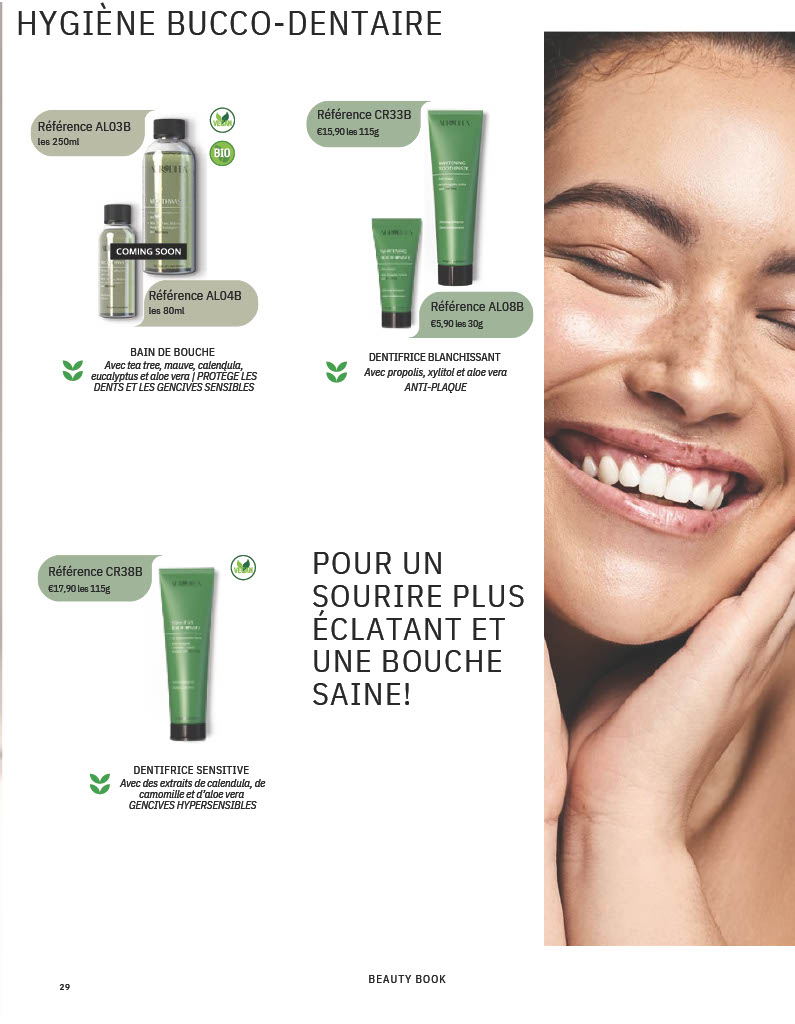 HYGIÈNE BUCCO-DENTAIRE
Référence AL03B
les 250ml
VEGAN
BIO
COMING SOON
Référence AL04B
les 80ml
BAIN DE BOUCHE
Avec tea tree, mauve, calendula,
eucalyptus et aloe vera | PROTÈGE LES
DENTS ET LES GENCIVES SENSIBLES
Référence CR33B
€15,90 les 115g
WHITENING
TOOTHPASTE
Référence AL08B
€5,90 les 30g
DENTIFRICE BLANCHISSANT
Avec propolis, xylitol et aloe vera
ANTI-PLAQUE
Référence CR38B
€17,90 les 115g
VEGAN
DENTIFRICE SENSITIVE
Avec des extraits de calendula, de
camomille et d'aloe vera
GENCIVES HYPERSENSIBLES
POUR UN
SOURIRE PLUS
ÉCLATANT ET
UNE BOUCHE
SAINE!
BEAUTY BOOK
29